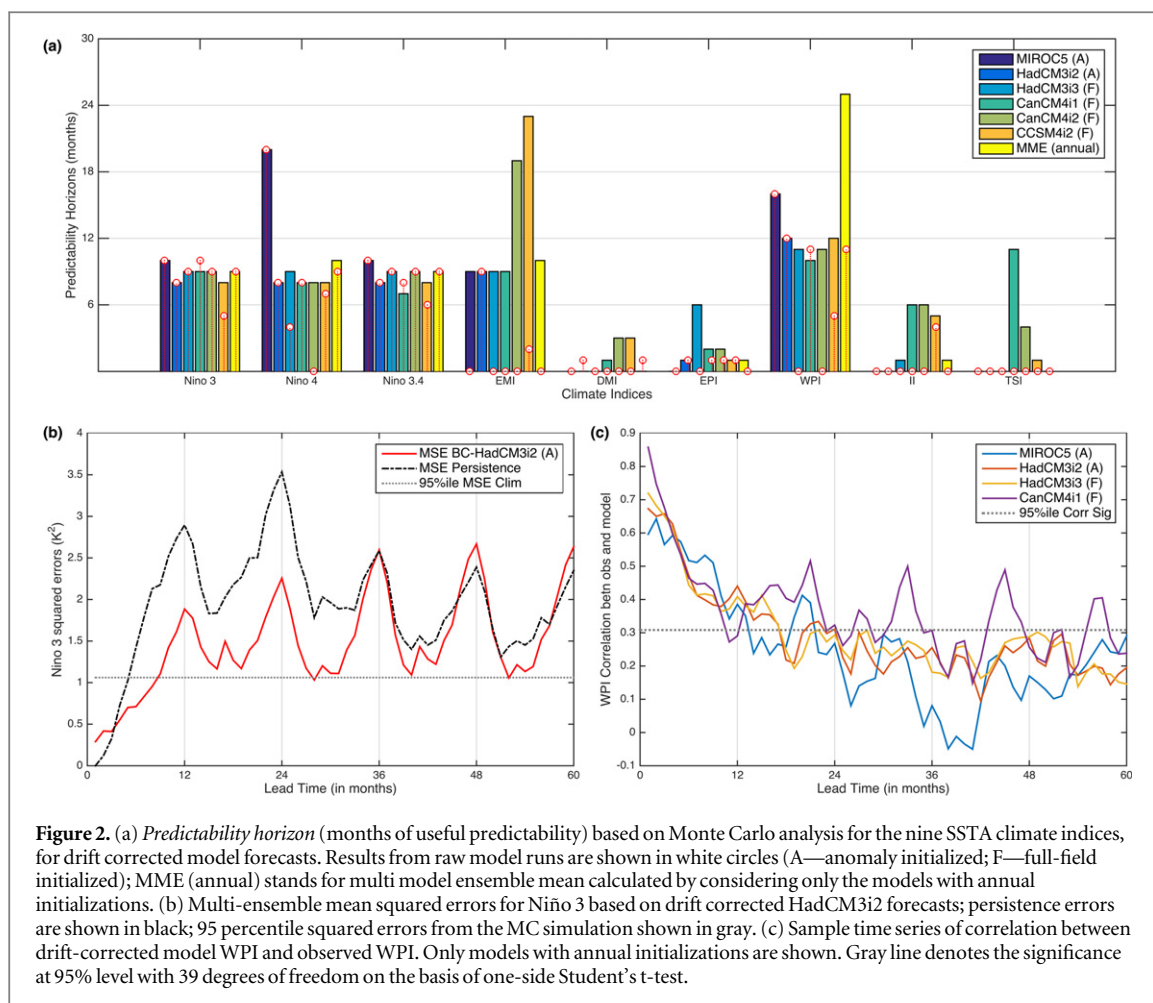 (a)
30
24
18
12
6
Predictability Horizons (months)
MIROC5 (A)
HadCM3i2 (A)
HadCM3i3 (F)
CanCM4i1 (F)
CanCM4i2 (F)
CCSM4i2 (F)
MME (annual)
Nino 3
Nino 4
Nino 3.4
EMI
DMI
EPI
WPI
II
TSI
Climate Indices
(b)
4
3.5
3
2.5
2
1.5
1
0.5
0
Nino 3 squared errors (K²)
MSE BC-HadCM3i2 (A)
MSE Persistence
95%ile MSE Clim
0
12
24
36
48
60
Lead Time (in months)
(c)
0.9
0.8
0.7
0.6
0.5
0.4
0.3
0.2
0.1
0
-0.1
WPI Correlation betn obs and model
MIROC5 (A)
HadCM3i2 (A)
HadCM3i3 (F)
CanCM4i1 (F)
95%ile Corr Sig
0
12
24
36
48
60
Lead Time (in months)
Figure 2. (a) Predictability horizon (months of useful predictability) based on Monte Carlo analysis for the nine SSTA climate indices,
for drift corrected model forecasts. Results from raw model runs are shown in white circles (A—anomaly initialized; F—full-field
initialized); MME (annual) stands for multi model ensemble mean calculated by considering only the models with annual
initializations. (b) Multi-ensemble mean squared errors for Niño 3 based on drift corrected HadCM3i2 forecasts; persistence errors
are shown in black; 95 percentile squared errors from the MC simulation shown in gray. (c) Sample time series of correlation between
drift-corrected model WPI and observed WPI. Only models with annual initializations are shown. Gray line denotes the significance
at 95% level with 39 degrees of freedom on the basis of one-side Student's t-test.